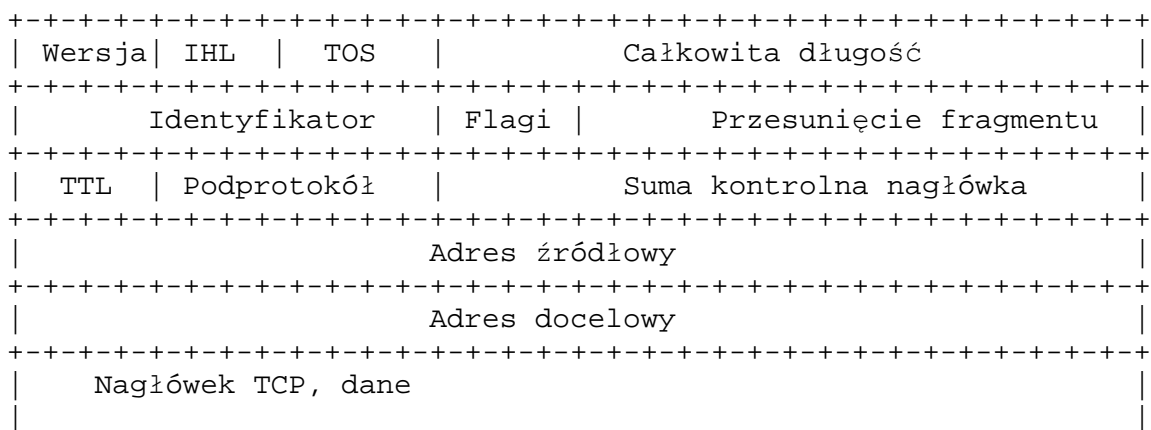 +-+-+-+-+-+-+-+-+-+-+-+-+-+-+-+-+-+-+-+-+-+-+-+-+-+-+-+-+-+-+-+-+
| Wersja| IHL | TOS | Całkowita długość |
+-+-+-+-+-+-+-+-+-+-+-+-+-+-+-+-+-+-+-+-+-+-+-+-+-+-+-+-+-+-+-+-+
| Identyfikator | Flagi | Przesunięcie fragmentu |
+-+-+-+-+-+-+-+-+-+-+-+-+-+-+-+-+-+-+-+-+-+-+-+-+-+-+-+-+-+-+-+-+
| TTL | Podprotokół | Suma kontrolna nagłówka |
+-+-+-+-+-+-+-+-+-+-+-+-+-+-+-+-+-+-+-+-+-+-+-+-+-+-+-+-+-+-+-+-+
| Adres źródłowy |
+-+-+-+-+-+-+-+-+-+-+-+-+-+-+-+-+-+-+-+-+-+-+-+-+-+-+-+-+-+-+-+-+
| Adres docelowy |
+-+-+-+-+-+-+-+-+-+-+-+-+-+-+-+-+-+-+-+-+-+-+-+-+-+-+-+-+-+-+-+-+
| Nagłówek TCP, dane |
| |